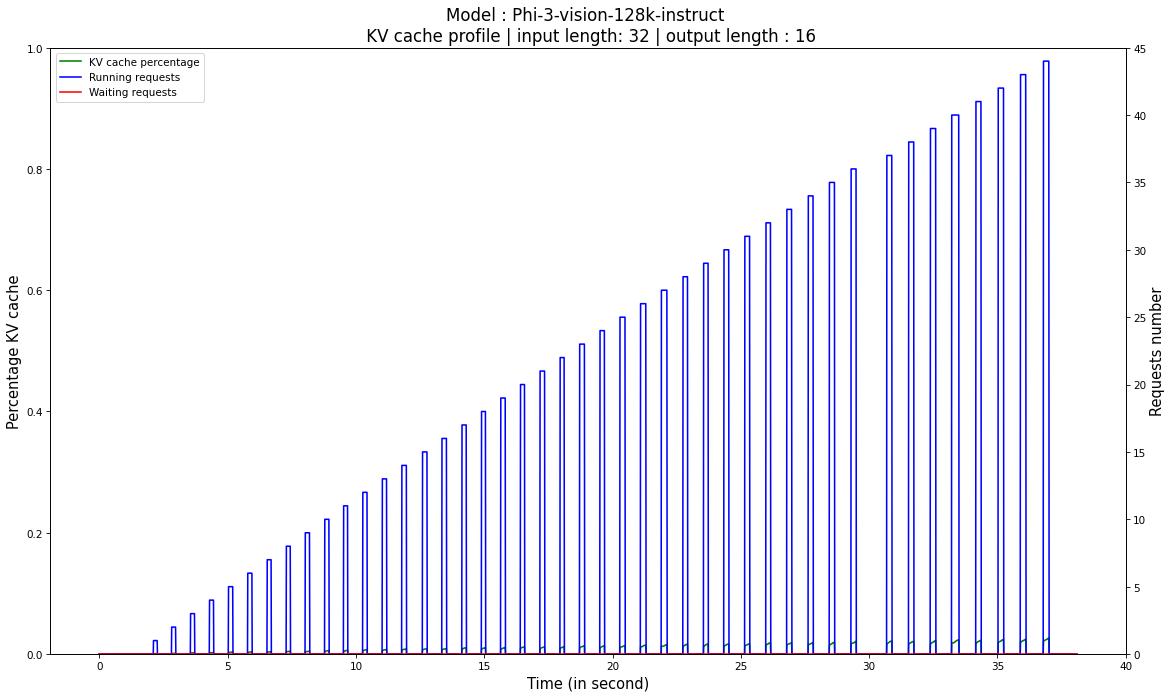 Model : Phi-3-vision-128k-instruct
KV cache profile | input length: 32 | output length : 16
KV cache percentage
Running requests
Waiting requests
Percentage KV cache
1.0
0.8
0.6
0.4
0.2
0.0
45
40
35
30
25
20
15
10
5
0
Requests number
0 5 10 15 20 25 30 35 40
Time (in second)